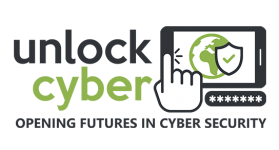 unlock
cyber
*******
OPENING FUTURES IN CYBER SECURITY